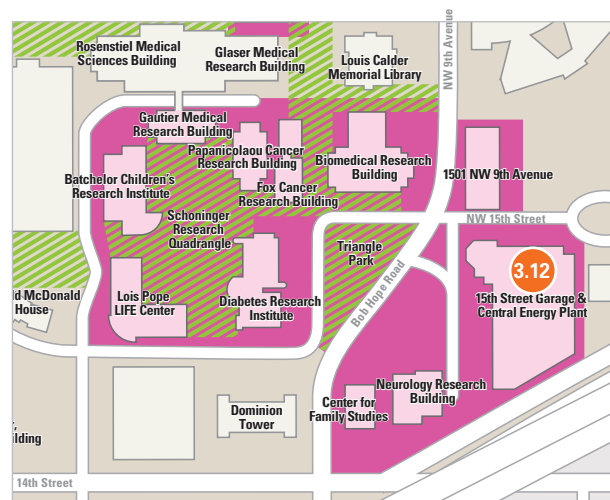 Rosenstiel Medical
Sciences Building
Glaser Medical
Research Building
Louis Calder
Memorial Library
NW 9th Avenue
Gautier Medical
Research Building
Papanicolaou Cancer
Research Building
Biomedical Research
Building
1501 NW 9th Avenue
Batchelor Children's
Research Institute
Fox Cancer
Research Building
Schoninger
Research
Quadrangle
NW 15th Street
Triangle
Park
3.12
Bob Hope Road
ld McDonald
House
Lois Pope
LIFE Center
Diabetes Research
Institute
15th Street Garage &
Central Energy Plant
Neurology Research
Building
Center for
Family Studies
Dominion
Tower
ilding
14th Street